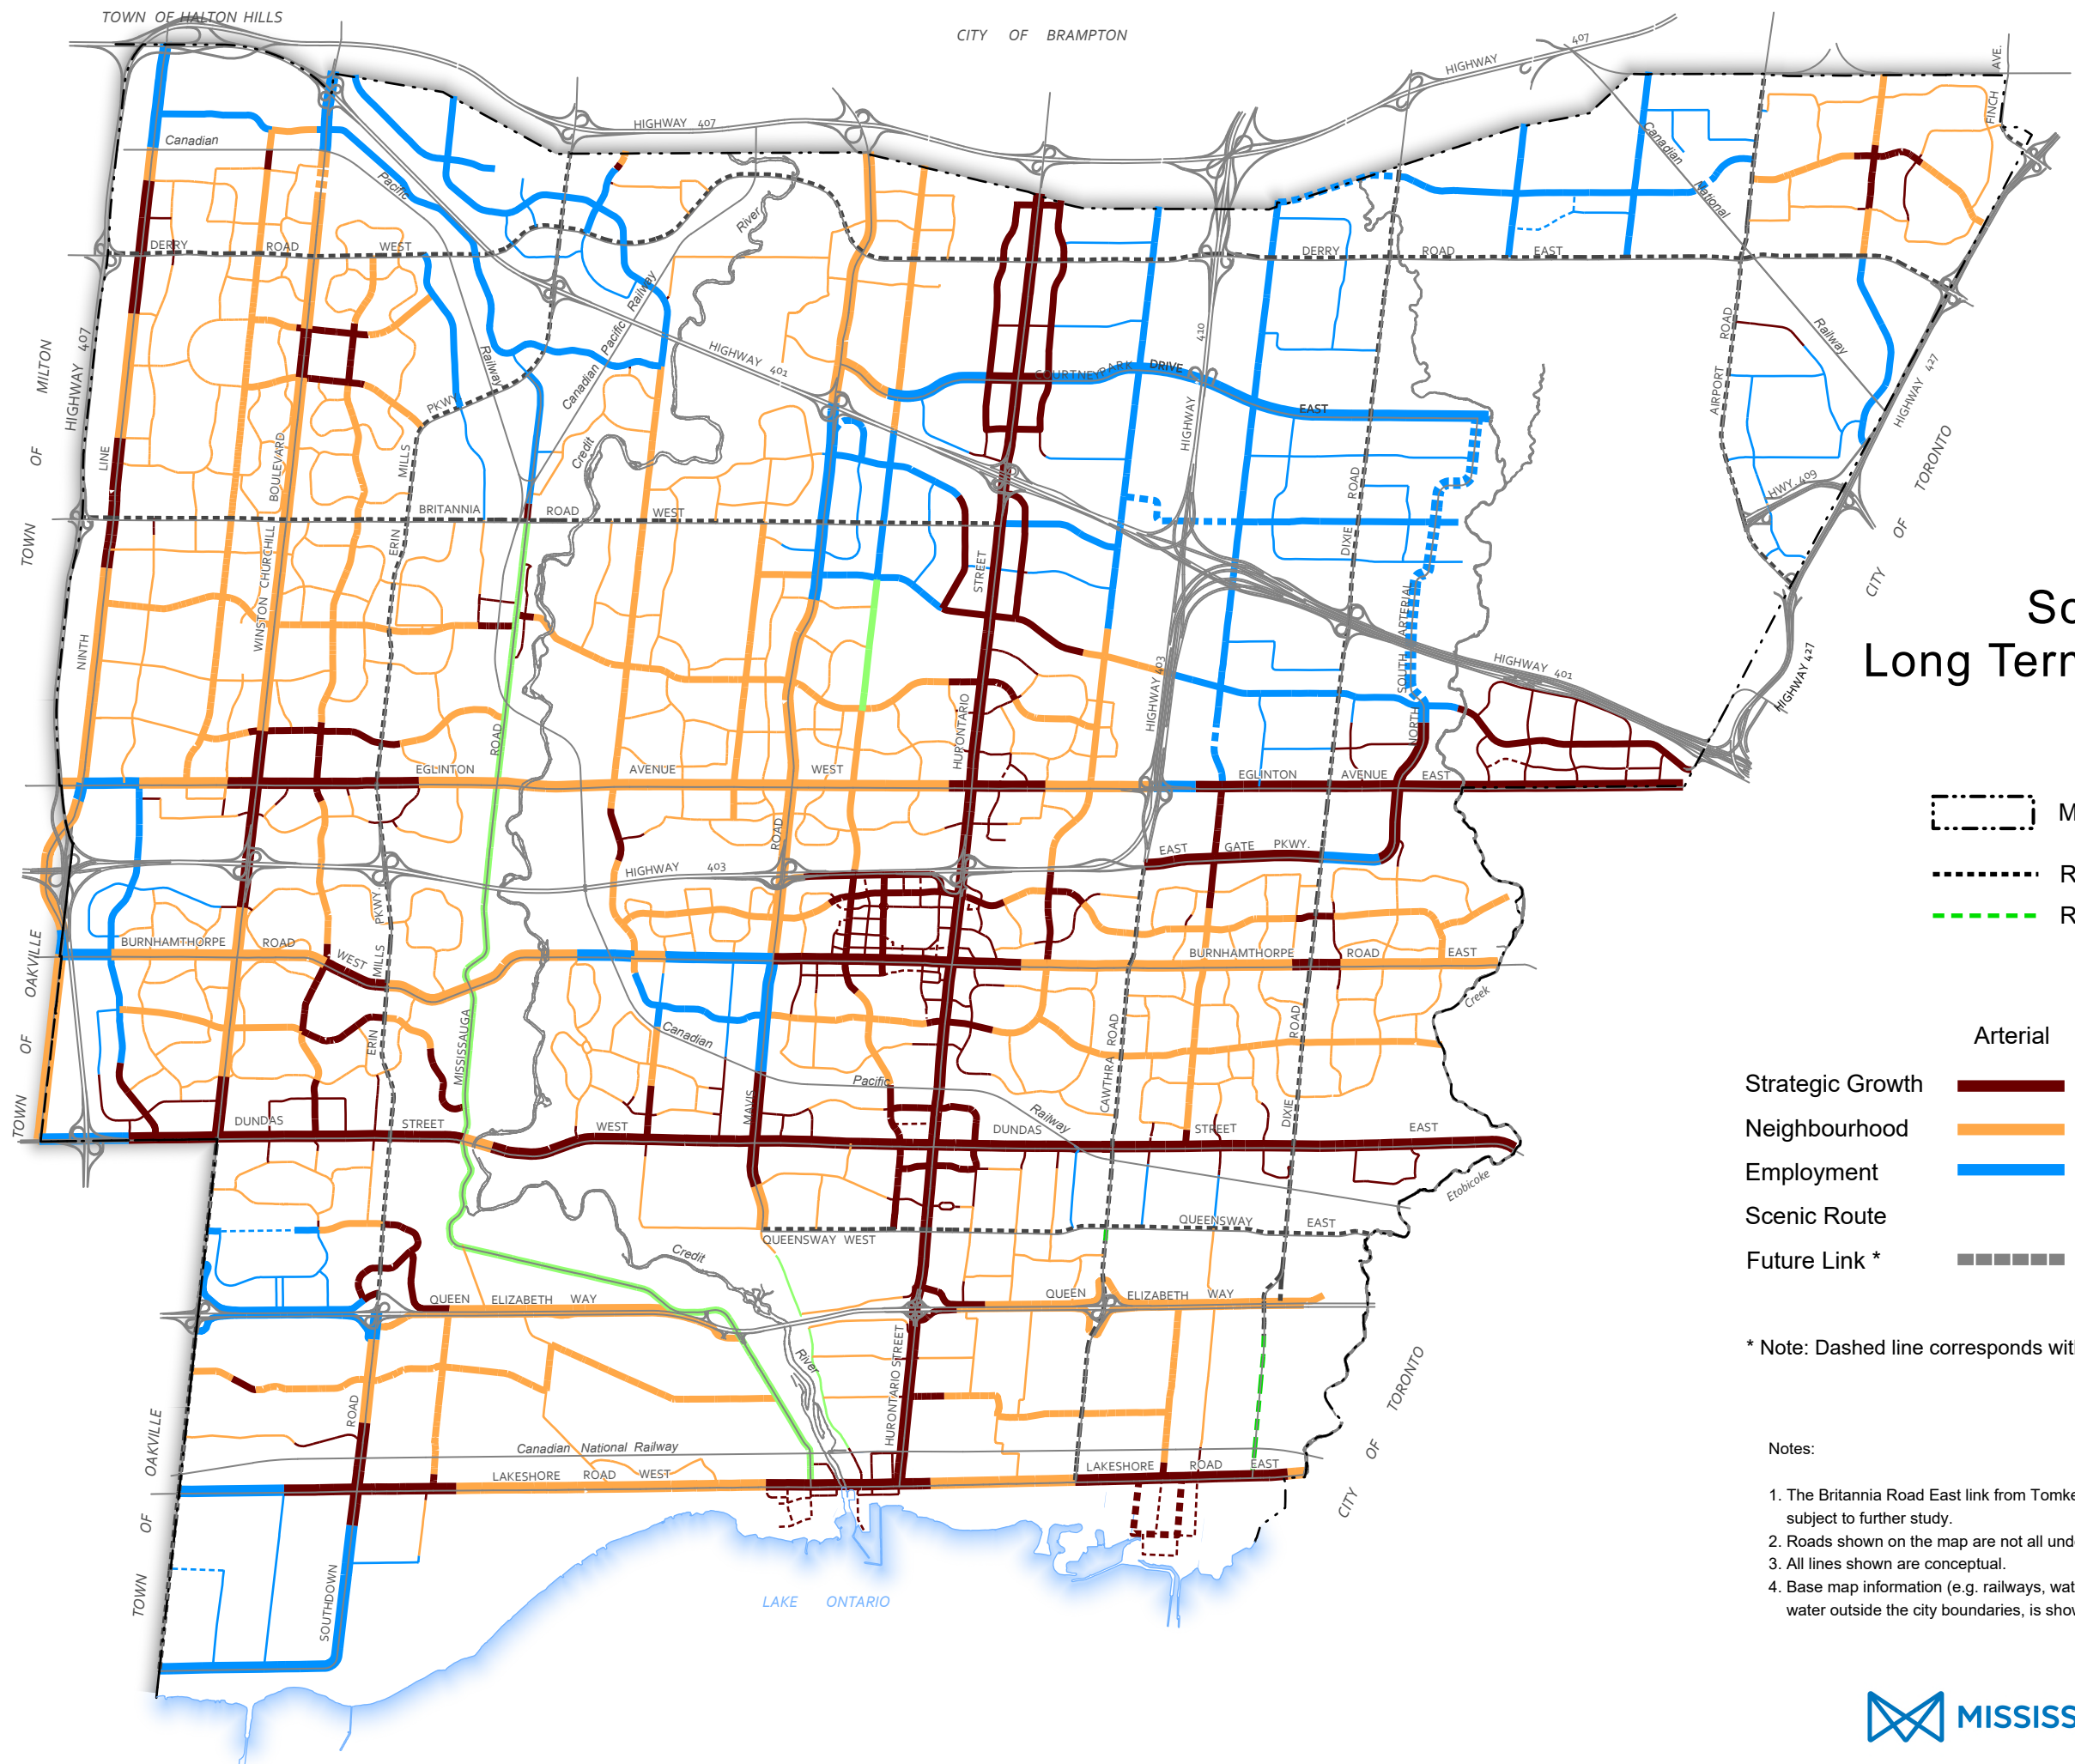 TOWN OF HALTON HILLS
CITY OF BRAMPTON
HIGHWAY 407
HIGHWAY 407
FINCH AVE.
Canadian
Pacific
Canadian
National
River
DERRY ROAD WEST
DERRY ROAD EAST
TOWN OF MILTON
HIGHWAY 407
Railway
Canadian Pacific Railway
HIGHWAY 401
410
HIGHWAY
COURTNEYPARK DRIVE
EAST
AIRPORT ROAD
Railway
HIGHWAY 427
CITY OF TORONTO
PKWY
Credit
LINE
BOULEVARD
MILLS
ROAD
HWY. 409
BRITANNIA ROAD WEST
ERIN
DIXIE
STREET
WINSTON CHURCHILL
NINTH
SOUTH ARTERIAL
NORTH
So
Long Term
HIGHWAY 403
HIGHWAY 401
HIGHWAY 427
ROAD
HURONTARIO
EGLINTON AVENUE WEST
EGLINTON AVENUE EAST
M
ROAD
EAST GATE PKWY.
HIGHWAY 403
R
R
PKWY.
BURNHAMTHORPE ROAD WEST
BURNHAMTHORPE ROAD EAST
MILLS
TOWN OF OAKVILLE
Creek
ERIN
MISSISSAUGA
Canadian
Pacific
Railway
CAWTHRA ROAD
ROAD
DIXIE
MAVIS
Arterial
Strategic Growth
Neighbourhood
Employment
Scenic Route
Future Link *
DUNDAS STREET WEST
DUNDAS STREET EAST
Etobicoke
QUEENSWAY WEST
QUEENSWAY EAST
Credit
QUEEN ELIZABETH WAY
QUEEN ELIZABETH WAY
River
HURONTARIO STREET
* Note: Dashed line corresponds wit
CITY OF TORONTO
ROAD
TOWN OF OAKVILLE
Canadian National Railway
LAKESHORE ROAD WEST
LAKESHORE ROAD EAST
SOUTHDOWN
LAKE ONTARIO
Notes:
1. The Britannia Road East link from Tomke
subject to further study.
2. Roads shown on the map are not all und
3. All lines shown are conceptual.
4. Base map information (e.g. railways, wat
water outside the city boundaries, is show
MISSISS